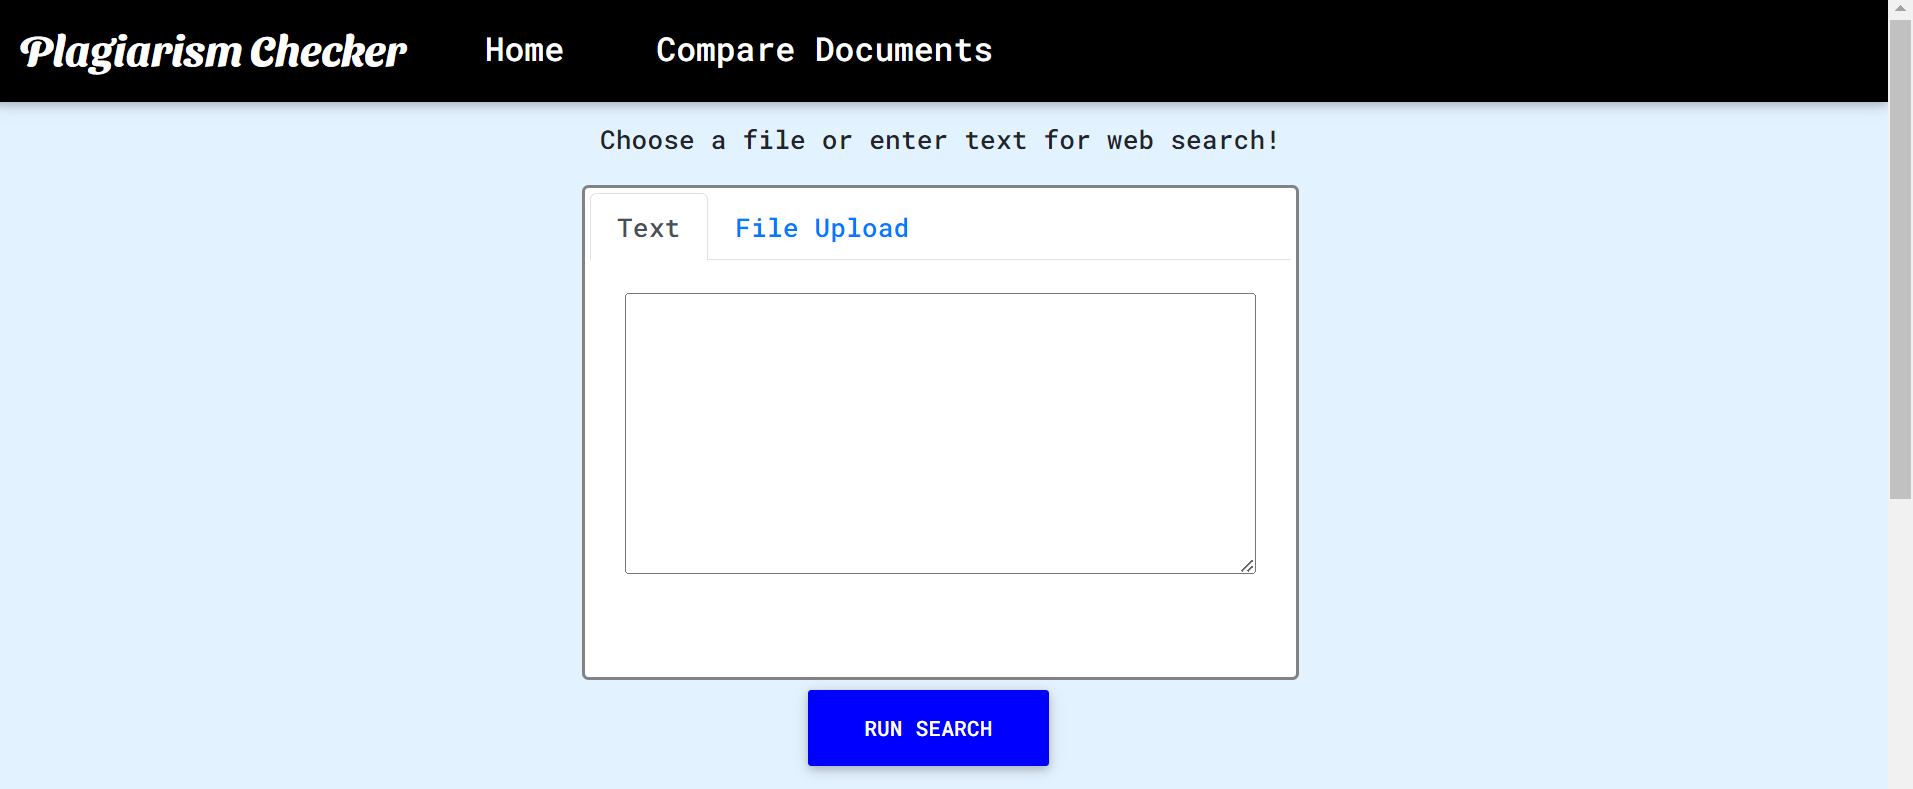 Plagiarism Checker Home Compare Documents
Choose a file or enter text for web search!
Text File Upload
RUN SEARCH